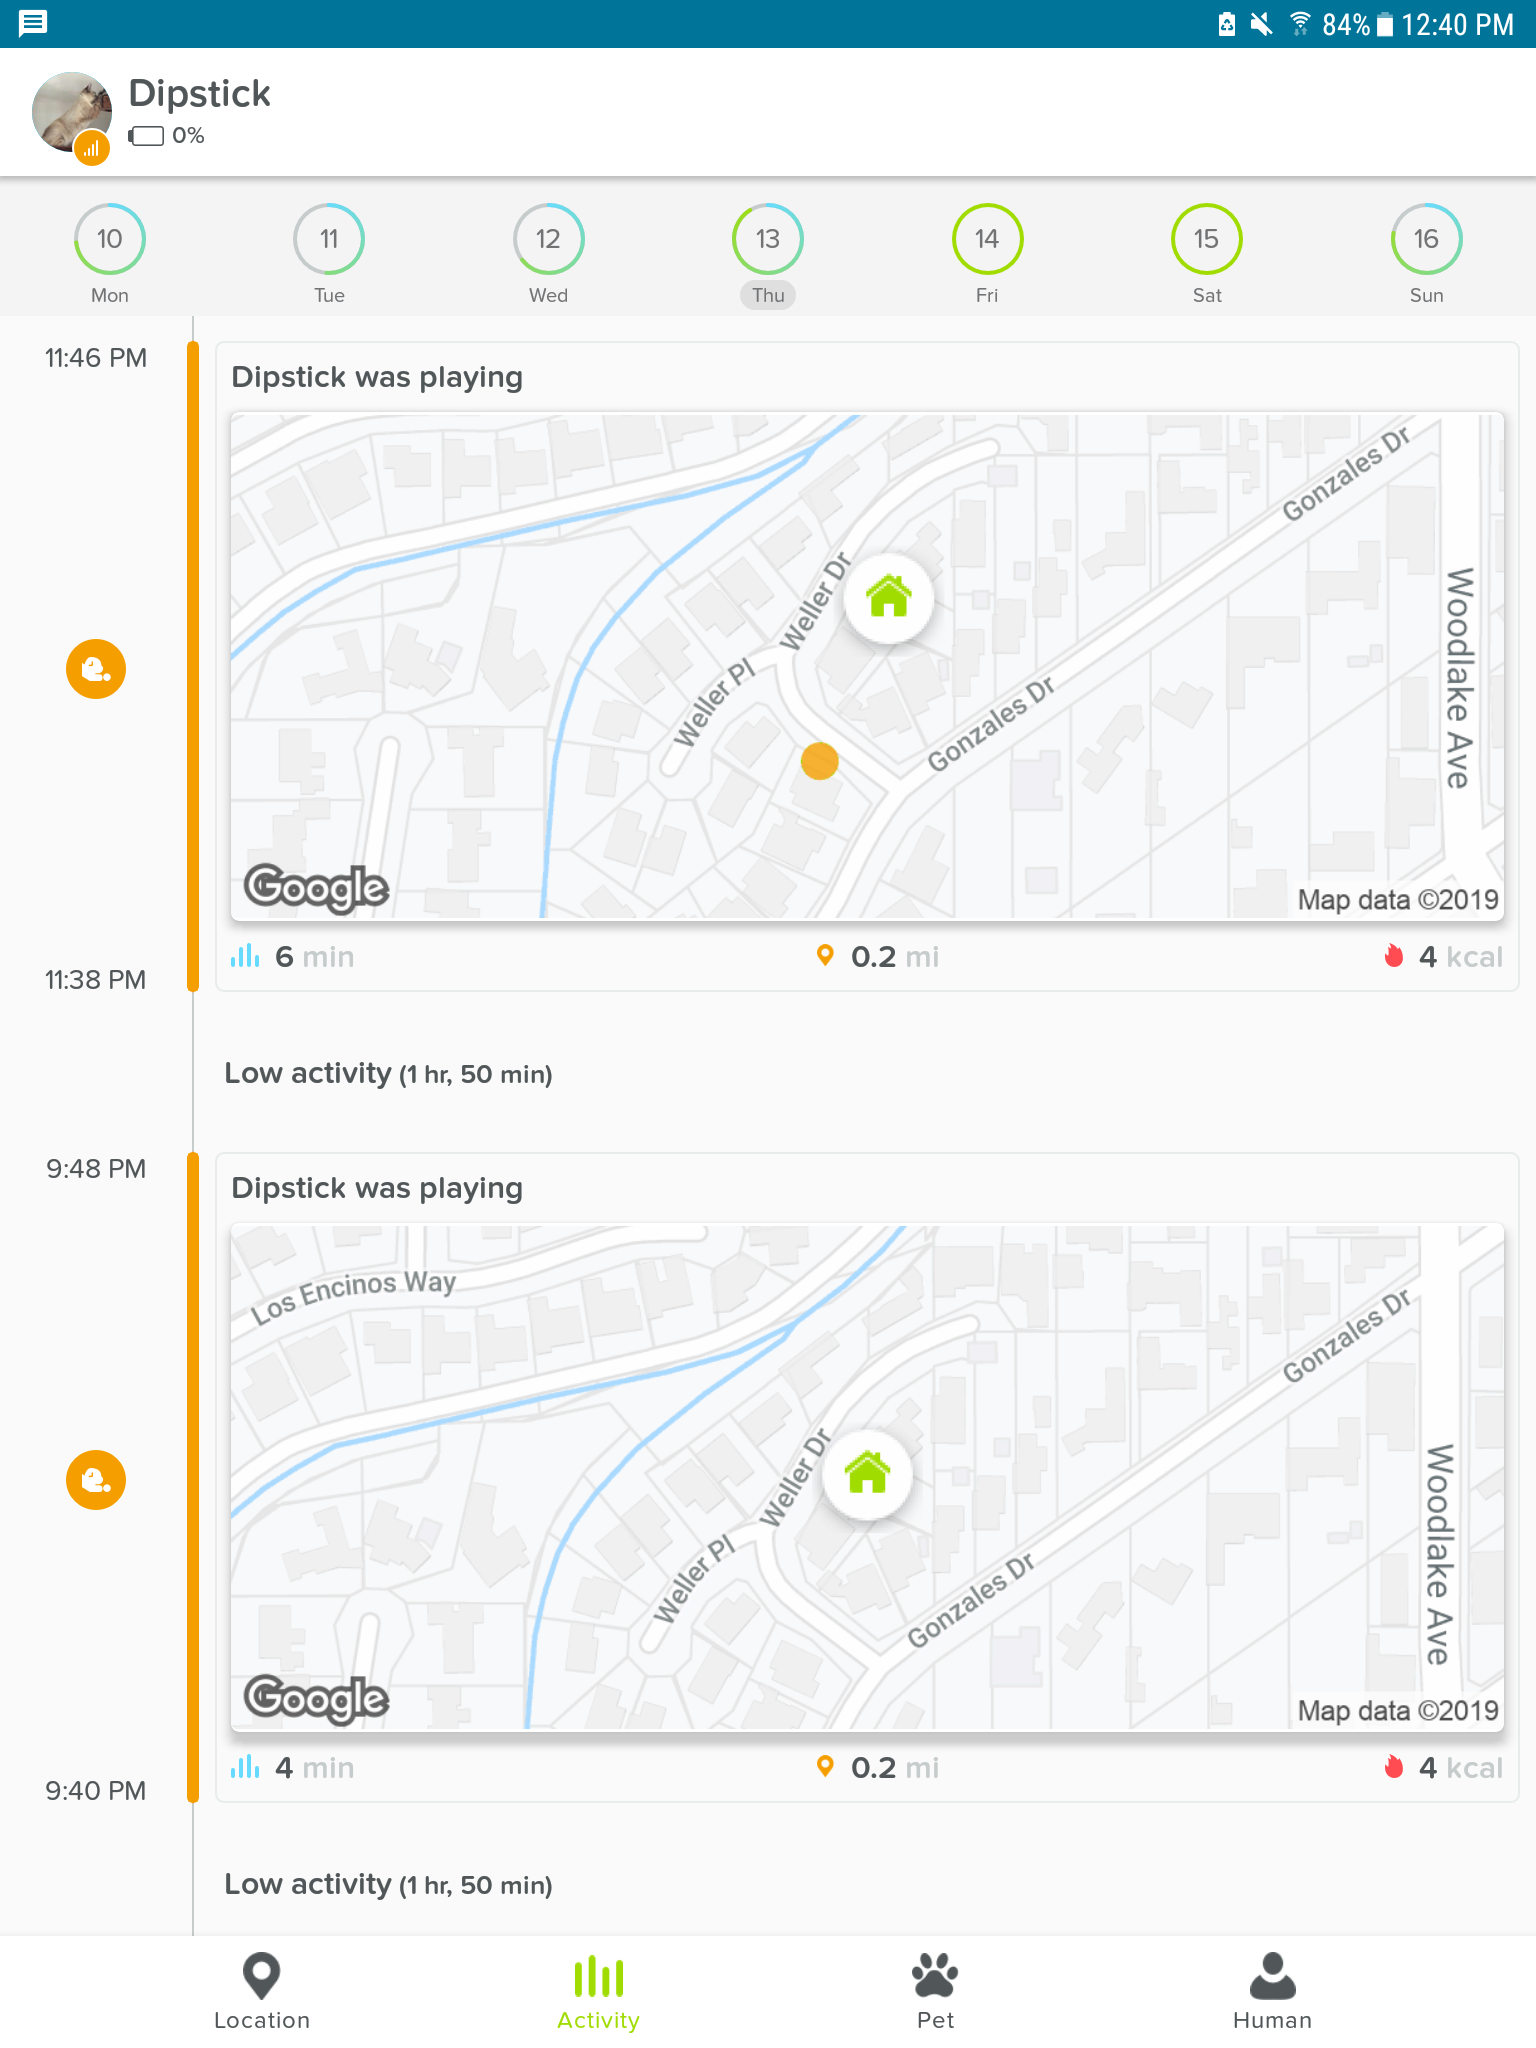 84% 12:40 PM
Dipstick
0%
10 11 12 13 14 15 16
Mon Tue Wed Thu Fri Sat Sun
11:46 PM
Dipstick was playing
Gonzales Dr
Weller Dr
Woodlake Ave
Weller Pl
Gonzales Dr
Google
Map data ©2019
6 min 0.2 mi 4 kcal
11:38 PM
Low activity (1 hr, 50 min)
9:48 PM
Dipstick was playing
Los Encinos Way
Gonzales Dr
Weller Dr
Woodlake Ave
Weller Pl
Gonzales Dr
Google
Map data ©2019
4 min 0.2 mi 4 kcal
9:40 PM
Low activity (1 hr, 50 min)
Location Activity Pet Human